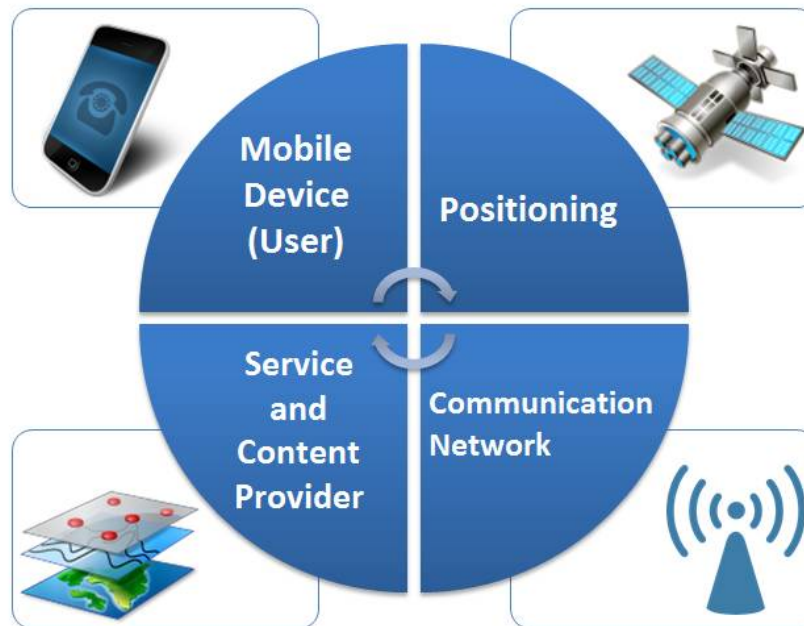 Mobile
Device
(User)
Positioning
Service
and
Content
Provider
Communication
Network